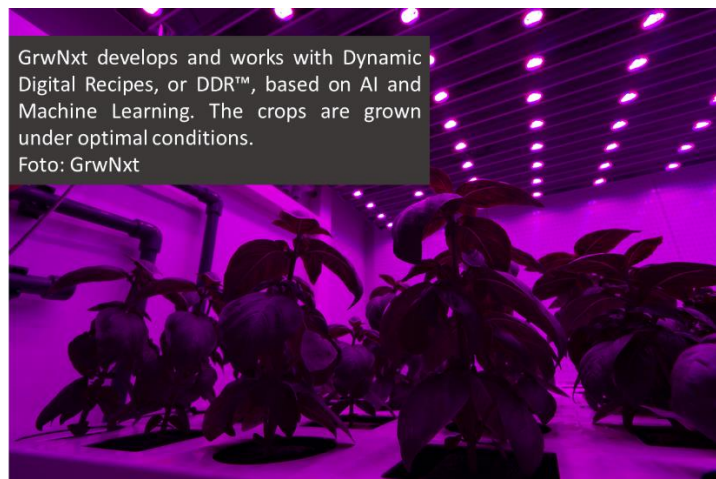 GrwNxt develops and works with Dynamic
Digital Recipes, or DDR™, based on AI and
Machine Learning. The crops are grown
under optimal conditions.
Foto: GrwNxt